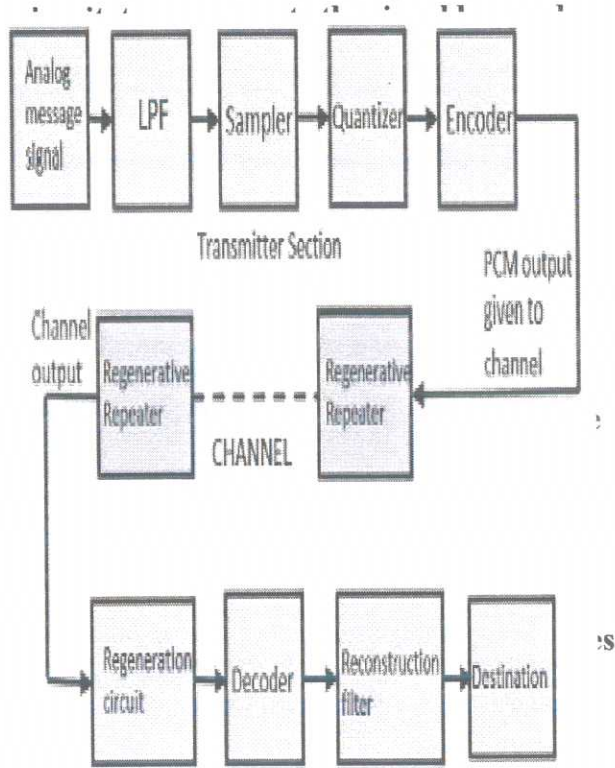 Analog
message
signal
LPF
Sampler
Quantizer
Encoder
Transmitter Section
PCM output
given to
channel
Channel
output
Regenerative
Repeater
CHANNEL
Regenerative
Repeater
Regeneration
circuit
Decoder
Reconstruction
filter
Destination
es